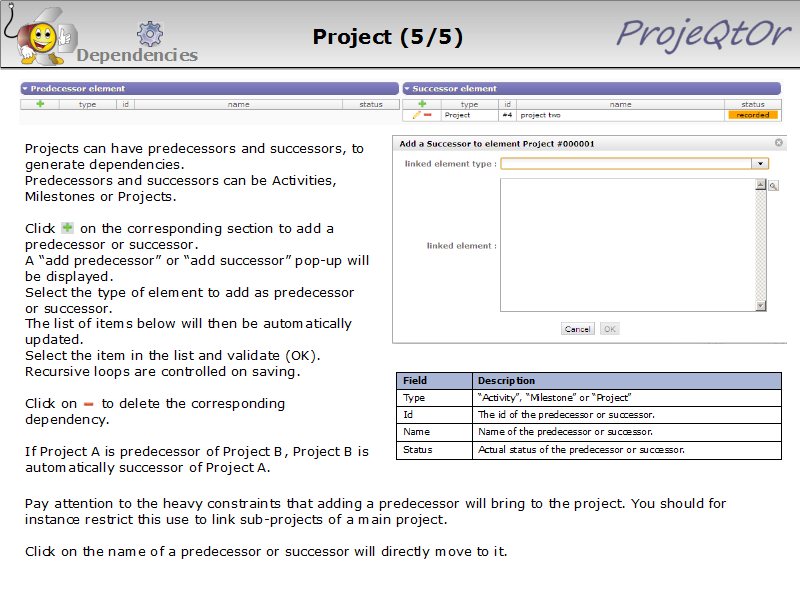 Project (5/5)
ProjeQtOr
Dependencies
Predecessor element
type id name status
Successor element
type id name status
Project #4 project two recorded
Projects can have predecessors and successors, to
generate dependencies.
Predecessors and successors can be Activities,
Milestones or Projects.
Click on the corresponding section to add a
predecessor or successor.
A “add predecessor” or “add successor” pop-up will
be displayed.
Select the type of element to add as predecessor
or successor.
The list of items below will then be automatically
updated.
Select the item in the list and validate (OK).
Recursive loops are controlled on saving.
Click on to delete the corresponding
dependency.
If Project A is predecessor of Project B, Project B is
automatically successor of Project A.
Add a Successor to element Project #000001
linked element type :
linked element :
Cancel OK
Field Description
Type “Activity”, “Milestone” or “Project”
Id The id of the predecessor or successor.
Name Name of the predecessor or successor.
Status Actual status of the predecessor or successor.
Pay attention to the heavy constraints that adding a predecessor will bring to the project. You should for
instance restrict this use to link sub-projects of a main project.
Click on the name of a predecessor or successor will directly move to it.